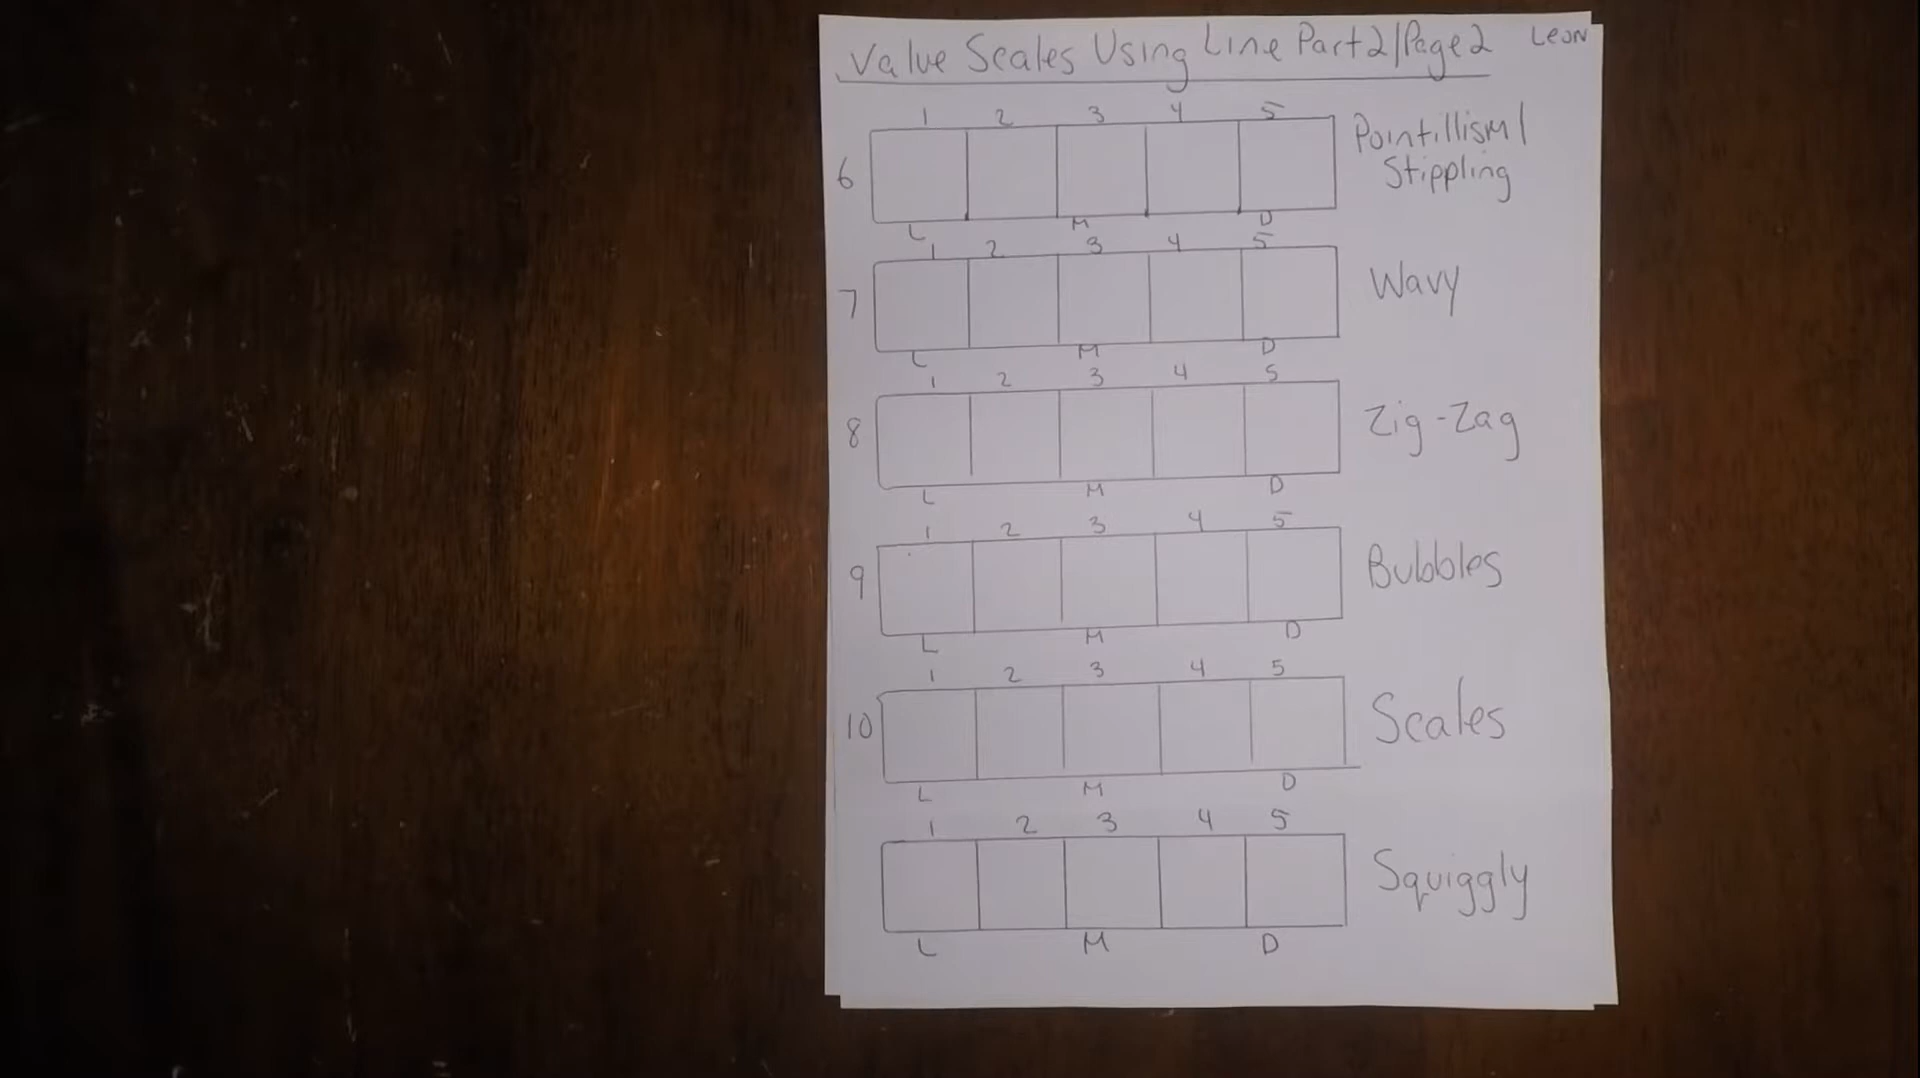 Value Scales Using Line Part 2/Page 2 Leon
1 2 3 4 5
6 Pointillism/
Stippling
L M D
1 2 3 4 5
7 Wavy
L M D
1 2 3 4 5
8 Zig-Zag
L M D
1 2 3 4 5
9 Bubbles
L M D
1 2 3 4 5
10 Scales
L M D
1 2 3 4 5
Squiggly
L M D